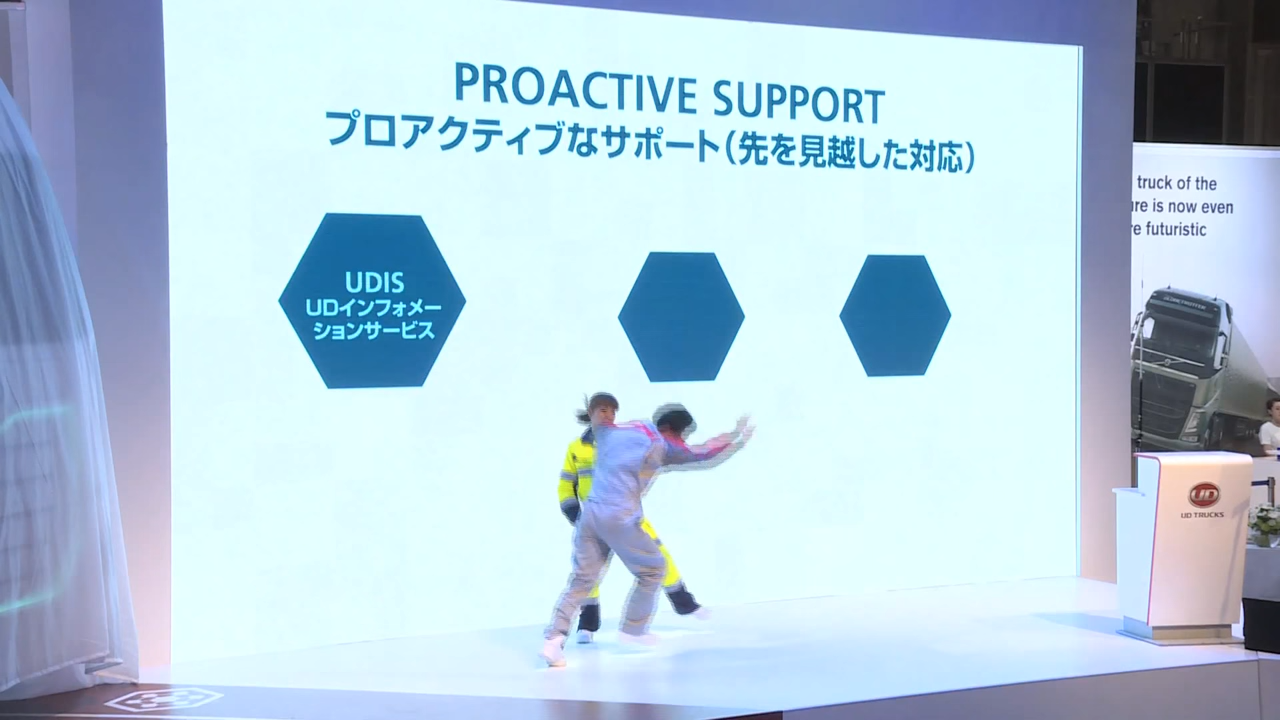 PROACTIVE SUPPORT
プロアクティブなサポート(先を見越した対応)
UDIS
UDインフォメー
ションサービス
truck of the
is now even
futuristic
UD
UD TRUCKS